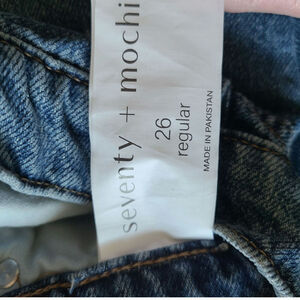 seventy + mochi
26
regular
MADE IN PAKISTAN